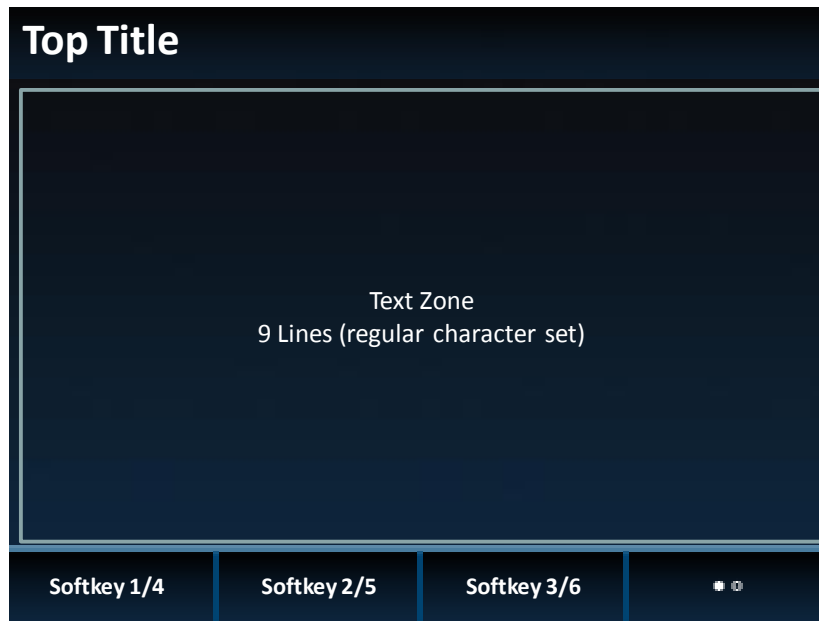 Top Title
Text Zone
9 Lines (regular character set)
Softkey 1/4
Softkey 2/5
Softkey 3/6